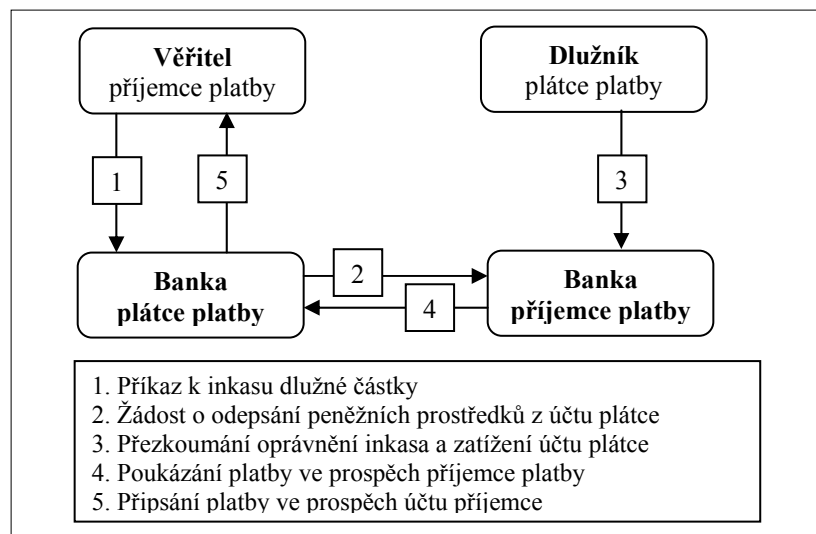 Věřitel
příjemce platby
Dlužník
plátce platby
1
5
3
Banka
plátce platby
2
4
Banka
příjemce platby
1. Příkaz k inkasu dlužné částky
2. Žádost o odepsání peněžních prostředků z účtu plátce
3. Přezkoumání oprávnění inkasa a zatížení účtu plátce
4. Poukázání platby ve prospěch příjemce platby
5. Připsání platby ve prospěch účtu příjemce